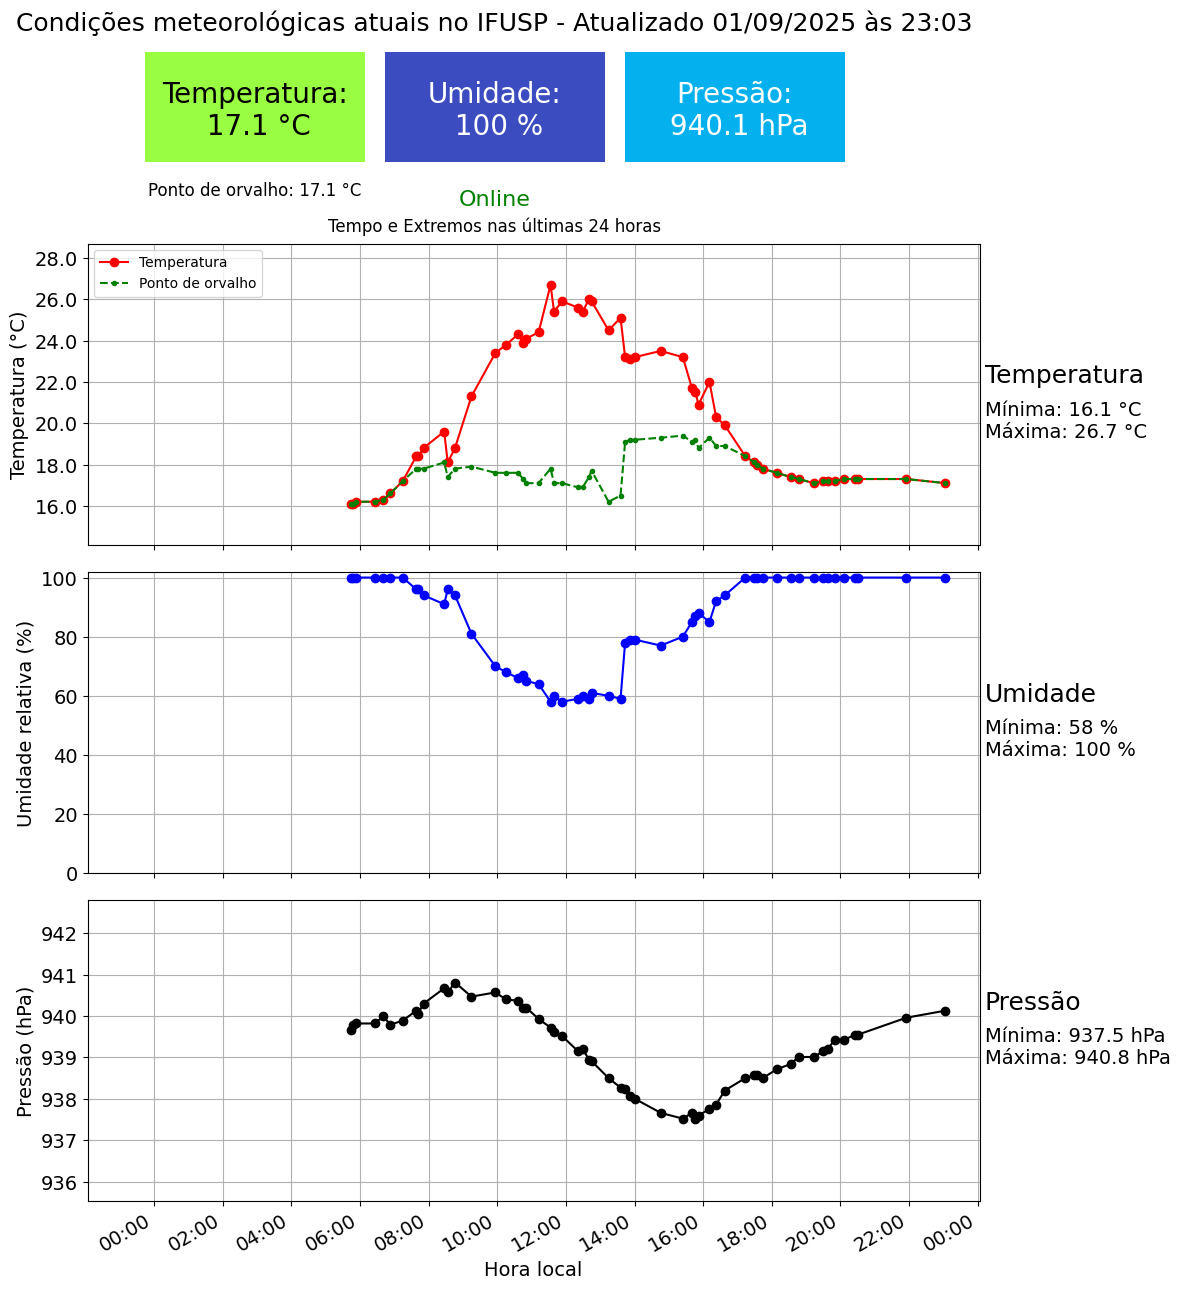 Condições meteorológicas atuais no IFUSP - Atualizado 01/09/2025 às 23:03
Temperatura:
17.1 °C
Umidade:
100 %
Pressão:
940.1 hPa
Ponto de orvalho: 17.1 °C
Online
Tempo e Extremos nas últimas 24 horas
Temperatura
Ponto de orvalho
28.0
26.0
24.0
22.0
20.0
18.0
16.0
Temperatura (°C)
Temperatura
Mínima: 16.1 °C
Máxima: 26.7 °C
100
80
60
40
20
0
Umidade relativa (%)
Umidade
Mínima: 58 %
Máxima: 100 %
942
941
940
939
938
937
936
Pressão (hPa)
Pressão
Mínima: 937.5 hPa
Máxima: 940.8 hPa
00:00
02:00
04:00
06:00
08:00
10:00
12:00
14:00
16:00
18:00
20:00
22:00
00:00
Hora local